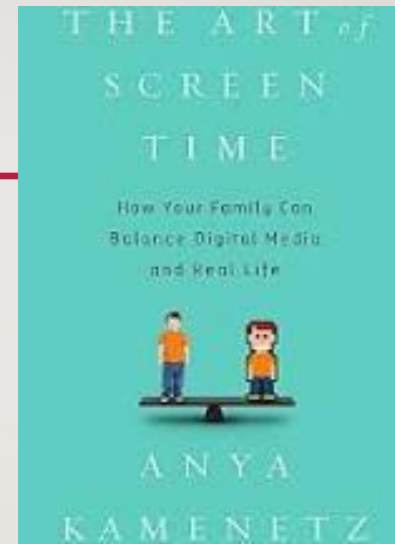 THE ART of
SCREEN
TIME
How Your Family Can
Balance Digital Media
and Real Life
ANYA
KAMENETZ